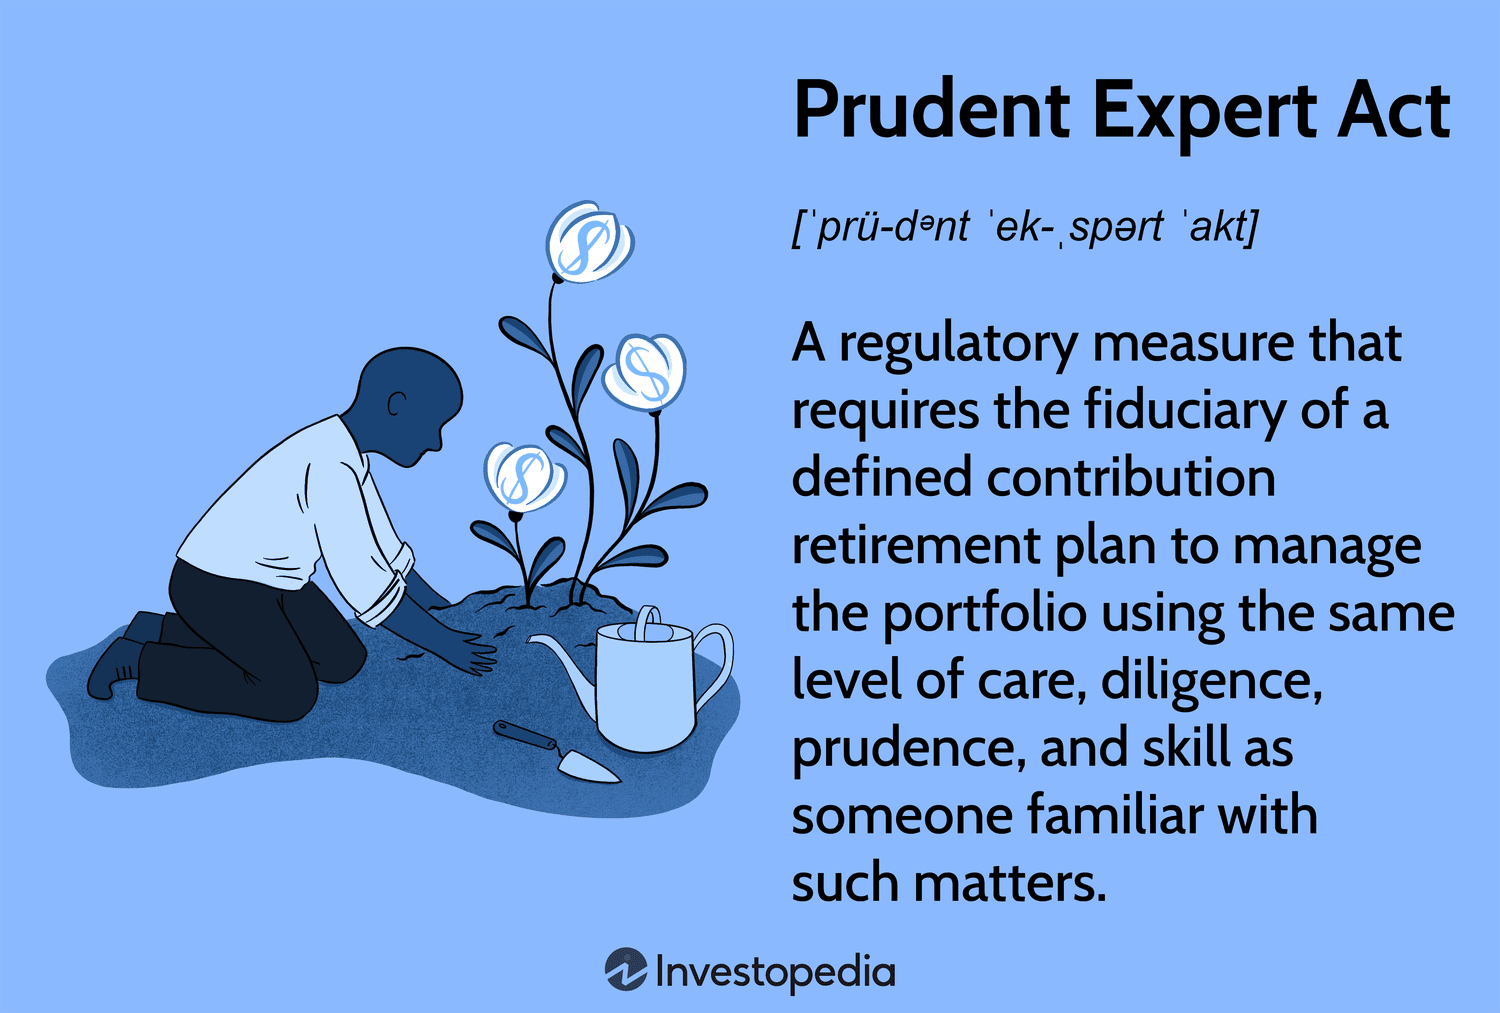 Prudent Expert Act
[ˈprü-dᵊnt ˈek-ˌspərt ˈakt]
A regulatory measure that
requires the fiduciary of a
defined contribution
retirement plan to manage
the portfolio using the same
level of care, diligence,
prudence, and skill as
someone familiar with
such matters.
$
$
$
Investopedia